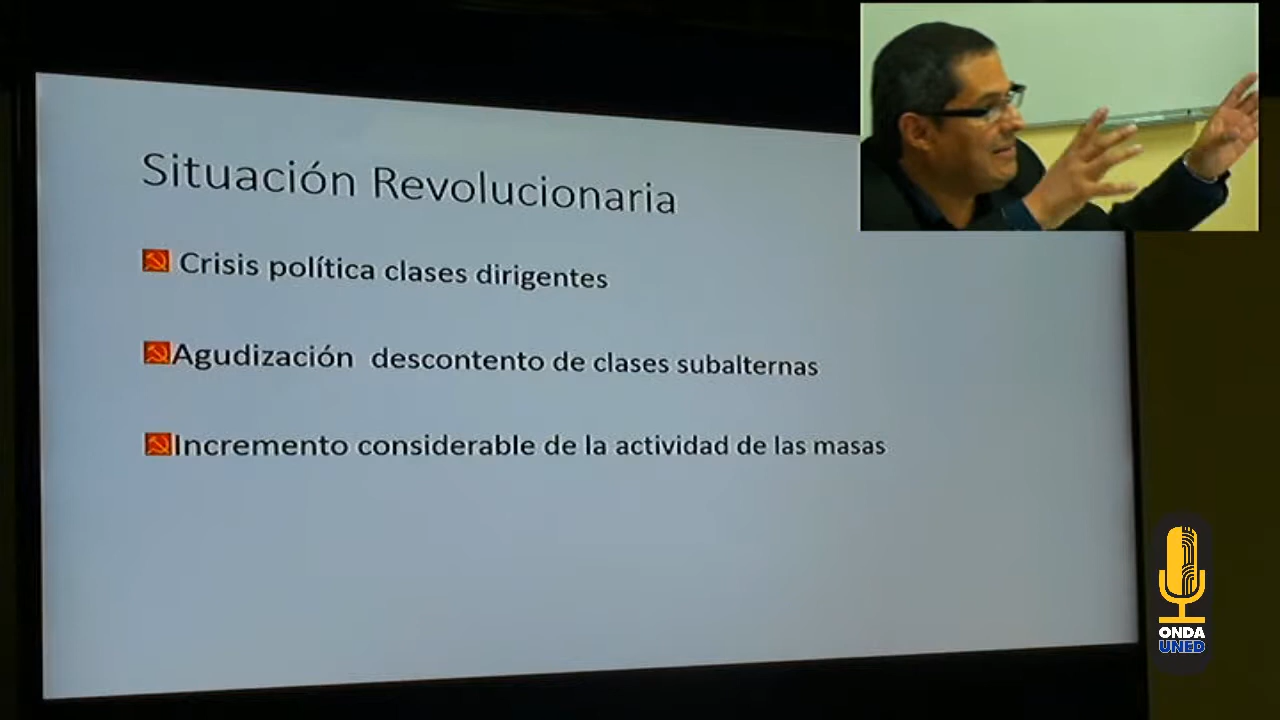 Situación Revolucionaria
Crisis política clases dirigentes
Agudización descontento de clases subalternas
Incremento considerable de la actividad de las masas
ONDA
UNED